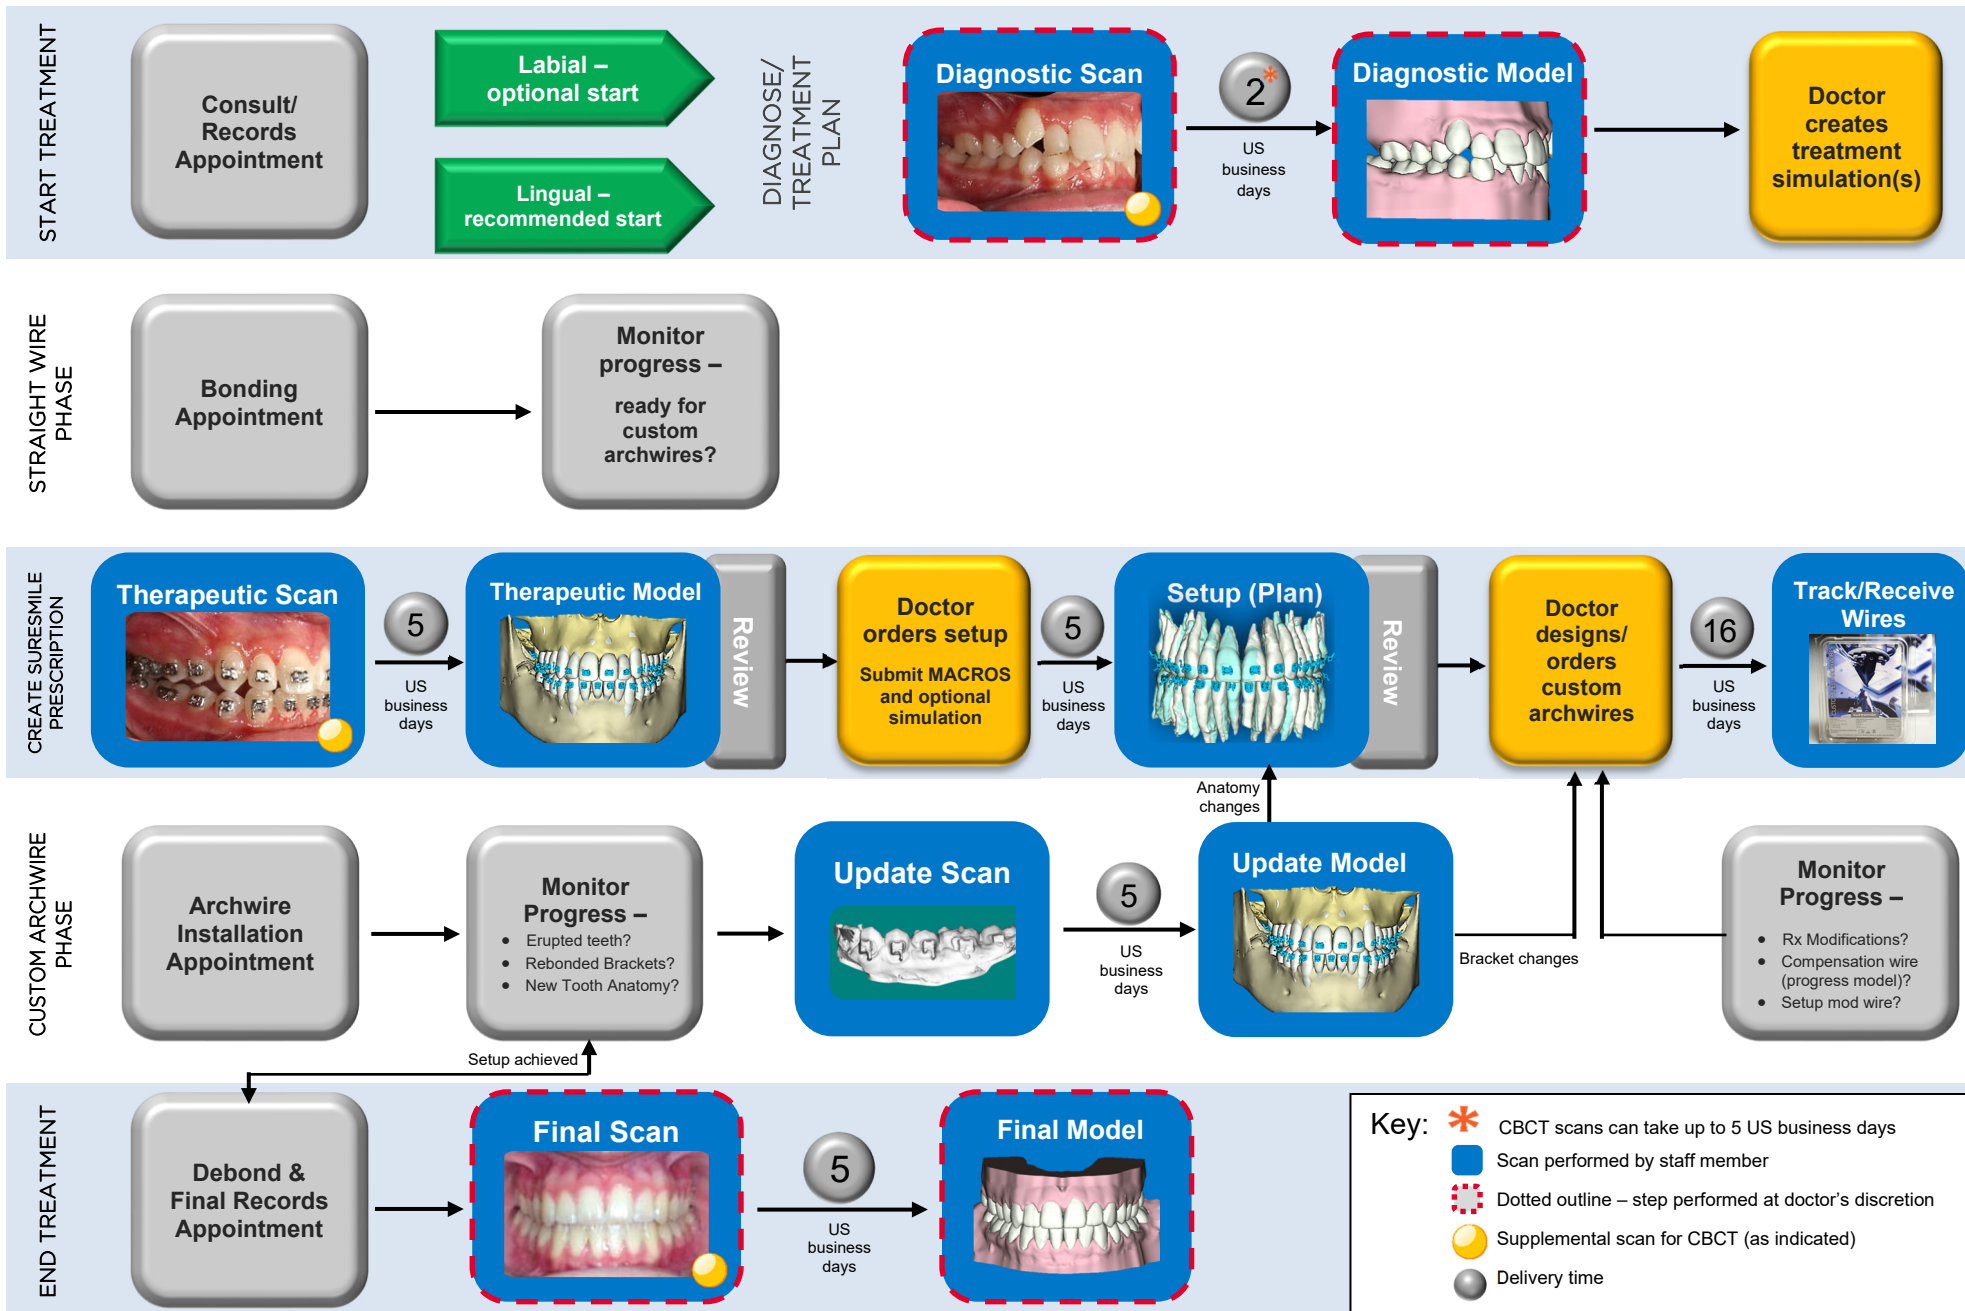 START TREATMENT
Consult/
Records
Appointment
Labial –
optional start
Lingual –
recommended start
DIAGNOSE/
TREATMENT
PLAN
Diagnostic Scan
2*
US
business
days
Diagnostic Model
Doctor
creates
treatment
simulation(s)
STRAIGHT WIRE
PHASE
Bonding
Appointment
Monitor
progress –
ready for
custom
archwires?
CREATE SURESMILE
PRESCRIPTION
Therapeutic Scan
5
US
business
days
Therapeutic Model
Review
Doctor
orders setup
Submit MACROS
and optional
simulation
5
US
business
days
Setup (Plan)
Review
Doctor
designs/
orders
custom
archwires
16
US
business
days
Track/Receive
Wires
CUSTOM ARCHWIRE
PHASE
Archwire
Installation
Appointment
Monitor
Progress –
• Erupted teeth?
• Rebonded Brackets?
• New Tooth Anatomy?
Update Scan
5
US
business
days
Anatomy
changes
Update Model
Bracket changes
Monitor
Progress –
• Rx Modifications?
• Compensation wire
(progress model)?
• Setup mod wire?
Setup achieved
END TREATMENT
Debond &
Final Records
Appointment
Final Scan
5
US
business
days
Final Model
Key:
* CBCT scans can take up to 5 US business days
Scan performed by staff member
Dotted outline – step performed at doctor's discretion
Supplemental scan for CBCT (as indicated)
Delivery time